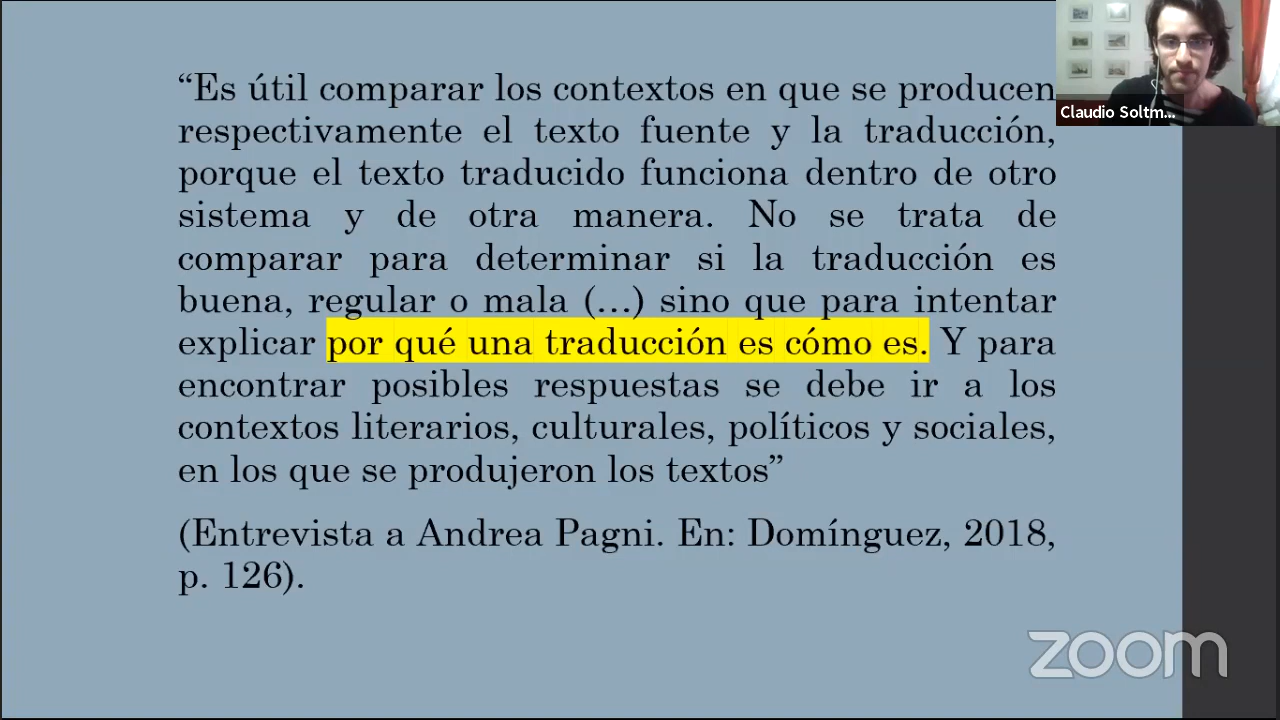 “Es útil comparar los contextos en que se producen
respectivamente el texto fuente y la traducción,
porque el texto traducido funciona dentro de otro
sistema y de otra manera. No se trata de
comparar para determinar si la traducción es
buena, regular o mala (...) sino que para intentar
explicar por qué una traducción es cómo es. Y para
encontrar posibles respuestas se debe ir a los
contextos literarios, culturales, políticos y sociales,
en los que se produjeron los textos”
(Entrevista a Andrea Pagni. En: Domínguez, 2018,
p. 126).
Claudio Soltm...
zoom